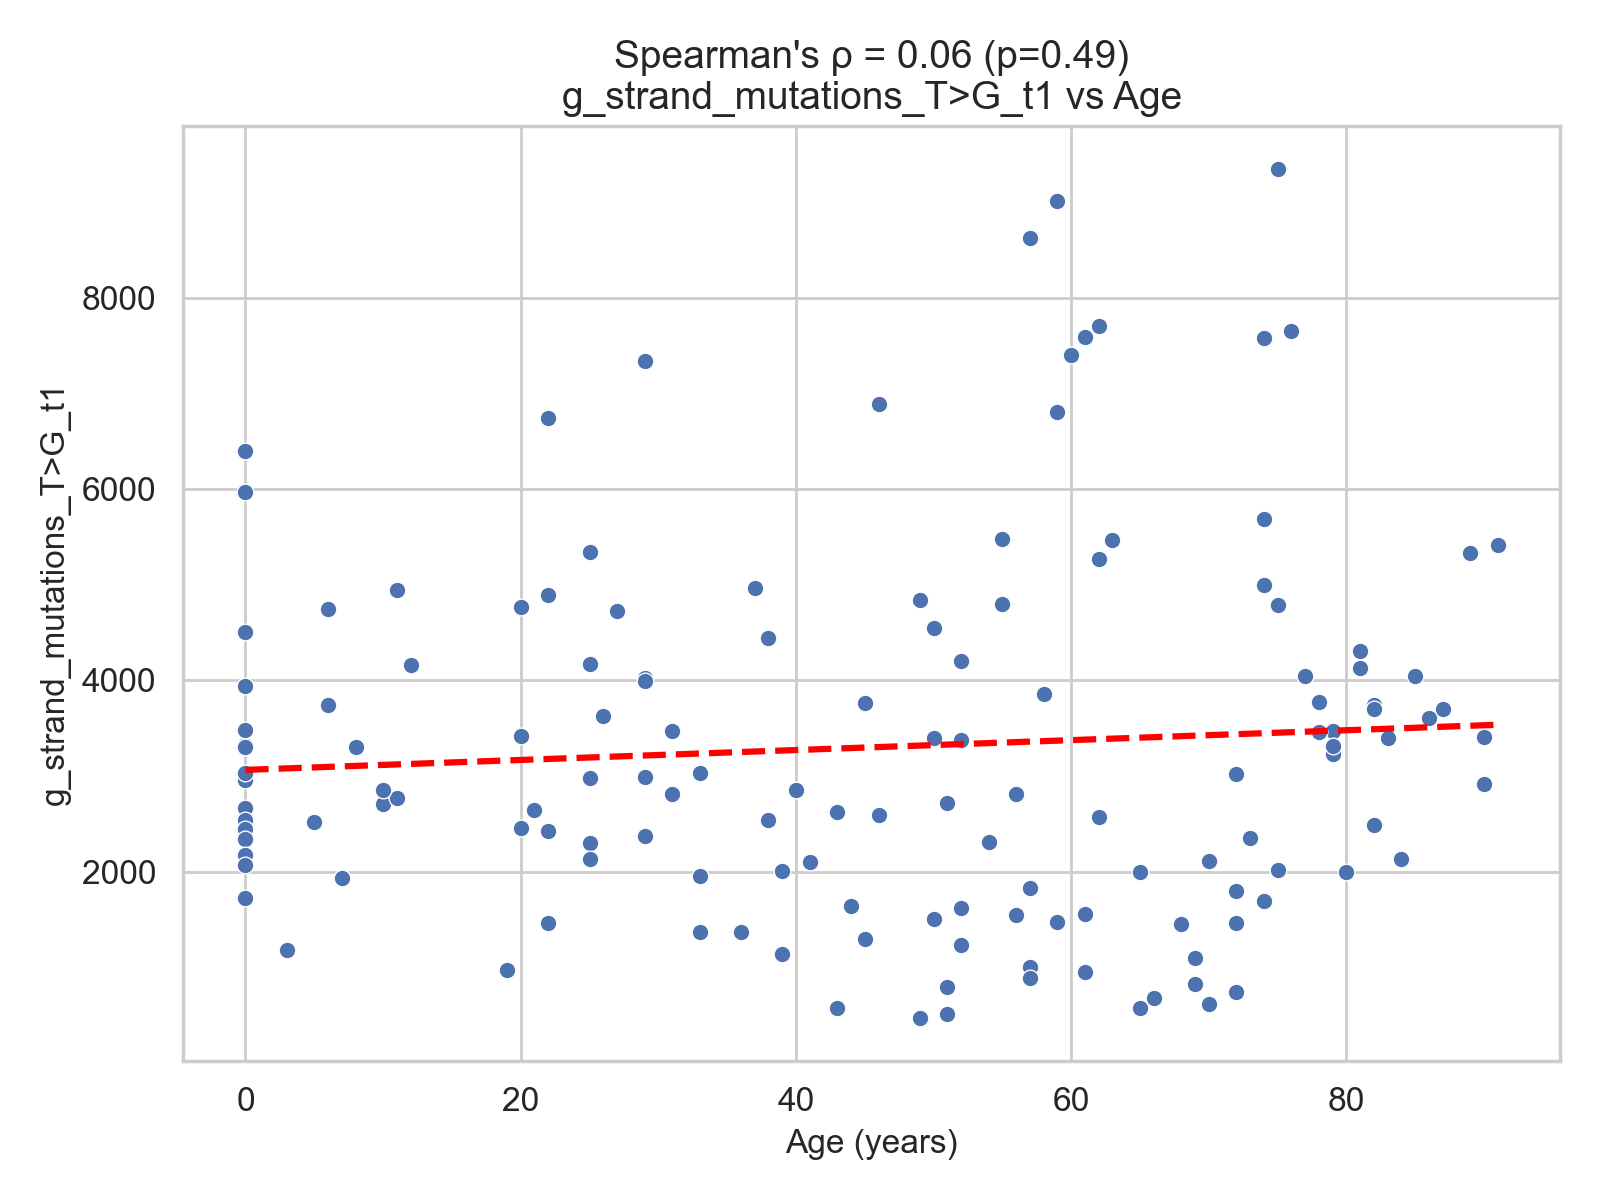 Spearman's ρ = 0.06 (p=0.49)
g_strand_mutations_T>G_t1 vs Age
g_strand_mutations_T>G_t1
8000
6000
4000
2000
0
20
40
60
80
Age (years)